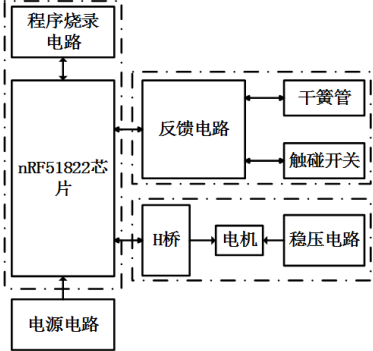 程序烧录
电路
nRF51822芯
片
反馈电路
干簧管
触碰开关
H桥
电机
稳压电路
电源电路